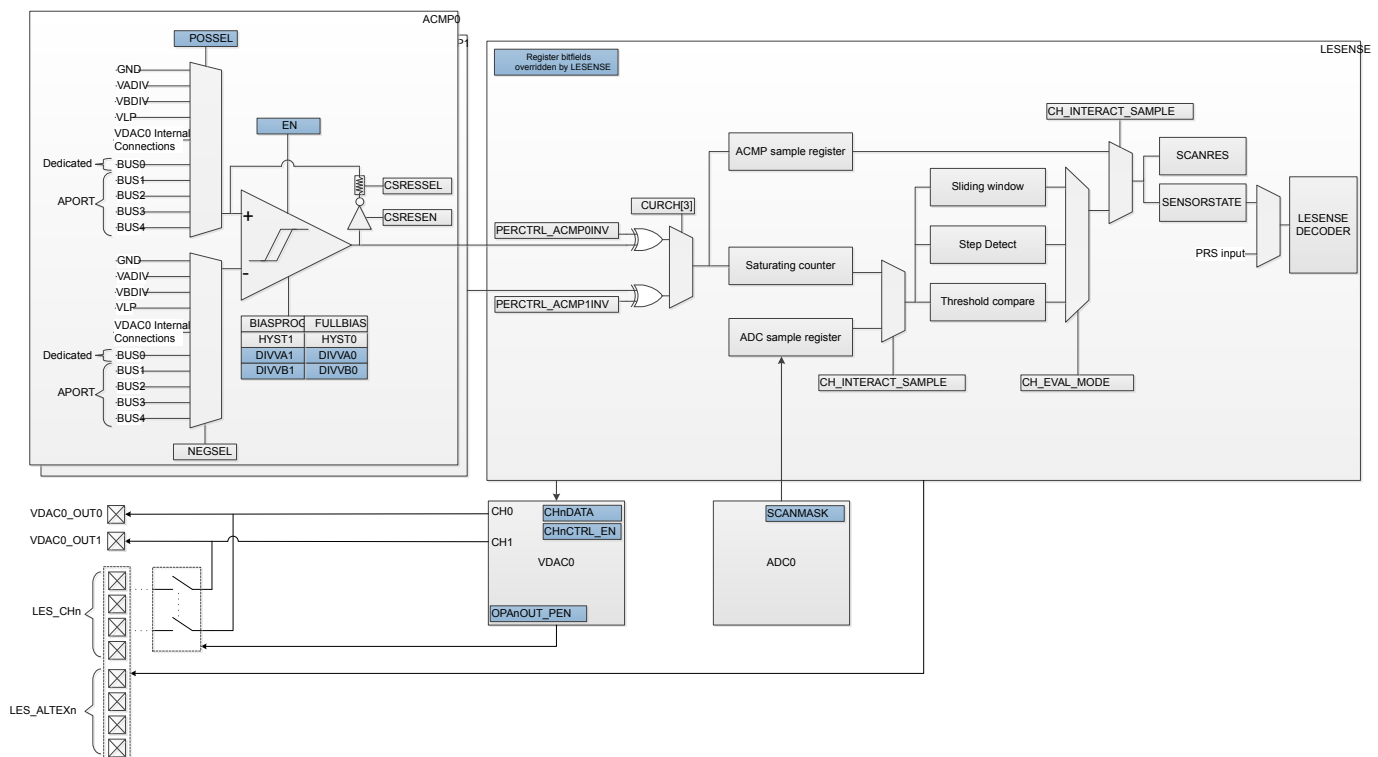 ACMP0
P1
POSSEL
GND
VADIV
VBDIV
VLP
VDAC0 Internal
Connections
Dedicated
BUS0
BUS1
APORT
BUS2
BUS3
BUS4
EN
CSRESSEL
CSRESEN
+
-
GND
VADIV
VBDIV
VLP
VDAC0 Internal
Connections
Dedicated
BUS0
BUS1
APORT
BUS2
BUS3
BUS4
NEGSEL
BIASPROG FULLBIAS
HYST1 HYST0
DIVVA1 DIVVA0
DIVVB1 DIVVB0
LESENSE
Register bitfields
overridden by LESENSE
PERCTRL_ACMP0INV
PERCTRL_ACMP1INV
CURCH[3]
ACMP sample register
Saturating counter
ADC sample register
CH_INTERACT_SAMPLE
Sliding window
Step Detect
Threshold compare
CH_EVAL_MODE
CH_INTERACT_SAMPLE
SCANRES
SENSORSTATE
PRS input
LESENSE
DECODER
VDAC0_OUT0
VDAC0_OUT1
LES_CHn
LES_ALTEXn
CH0
CH1
CHnDATA
CHnCTRL_EN
VDAC0
OPAnOUT_PEN
SCANMASK
ADC0